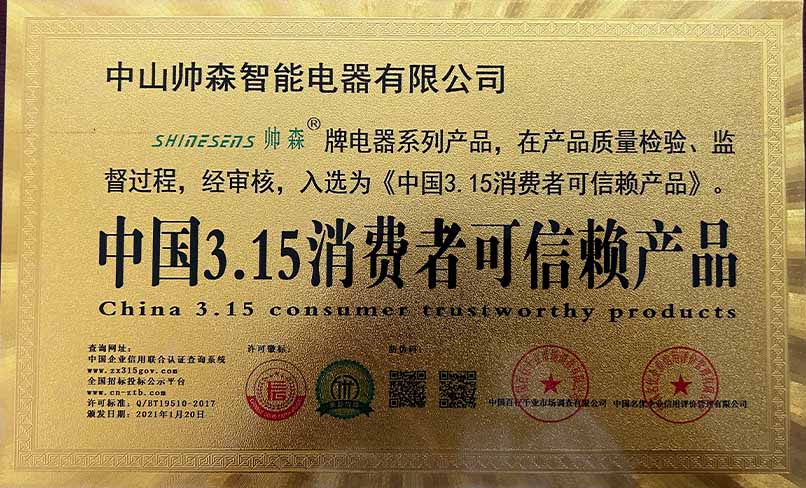 中山帅森智能电器有限公司
SHINESENS 帅森® 牌电器系列产品，在产品质量检验、监
督过程，经审核，入选为《中国3.15消费者可信赖产品》。
中国3.15消费者可信赖产品
China 3.15 consumer trustworthy products
查询网址：
中国企业信用联合认证查询系统
www.zx315gov.com
全国招标投标公示平台
www.cn-ztb.com
许可标准：Q/BT19510-2017
颁发日期：2021年1月20日
许可徽标：
信
防伪码：
中国百行千业市场调查有限公司
中国名优企业信用评价管理有限公司